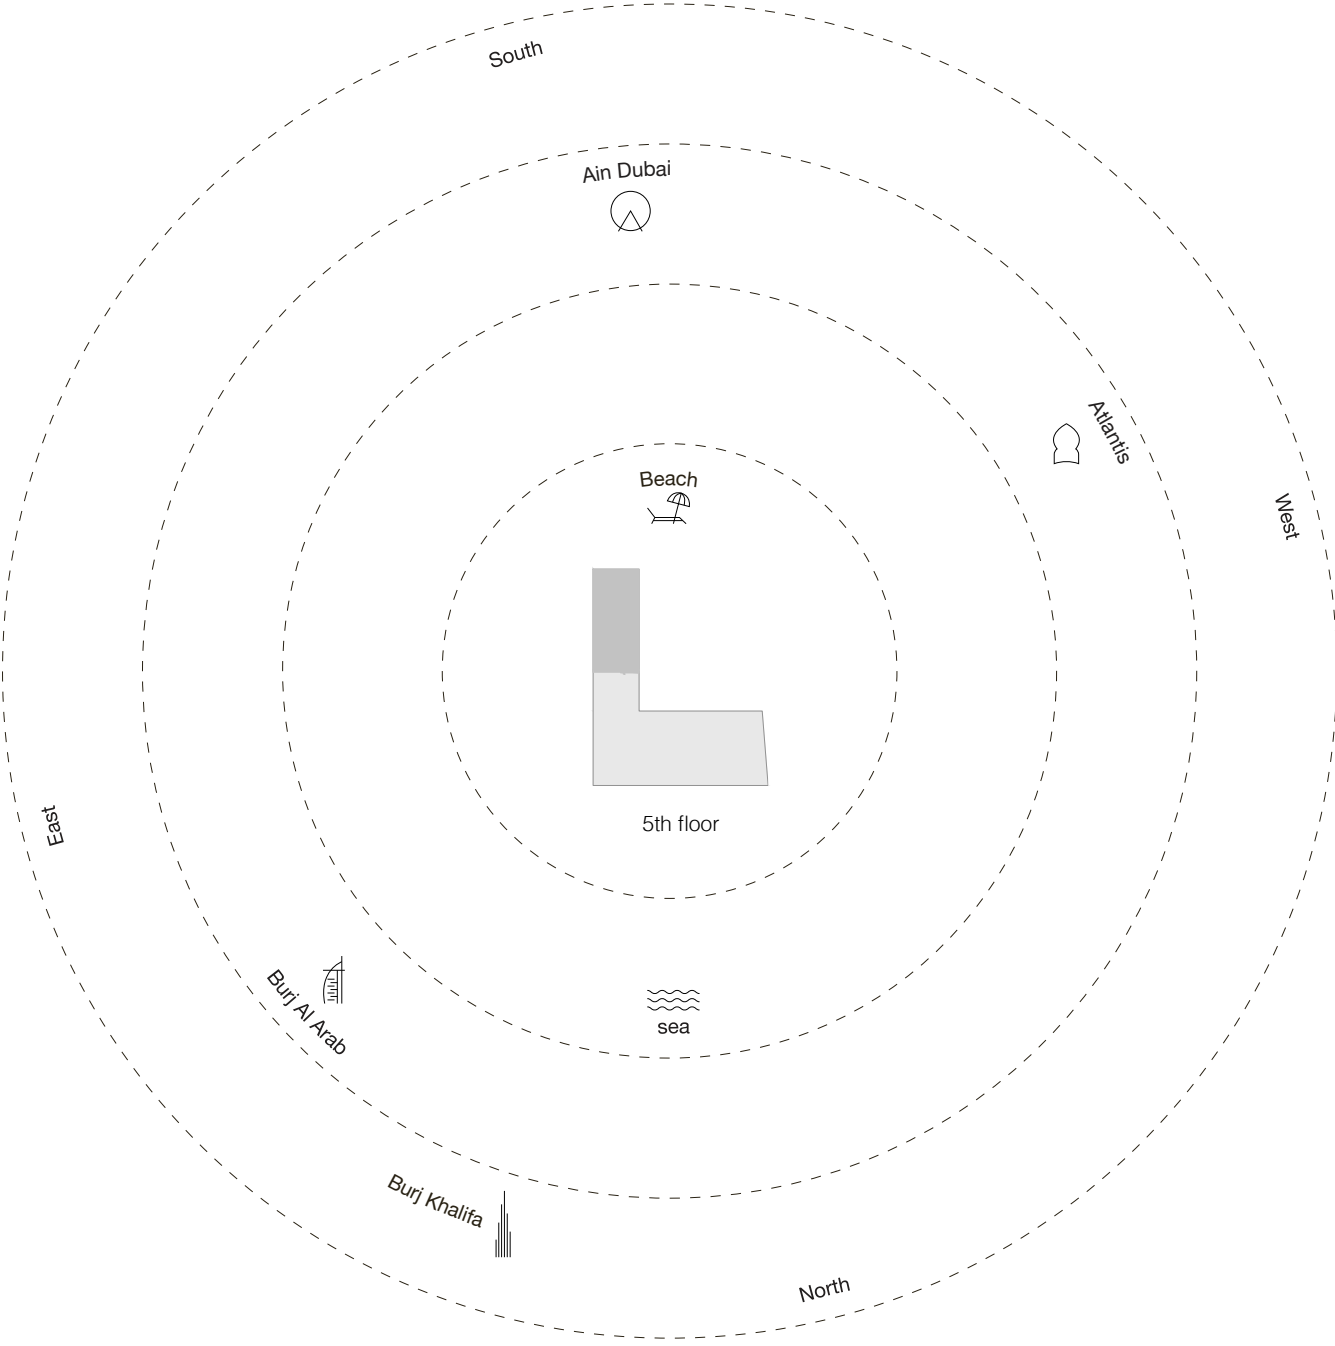 South
Ain Dubai
Atlantis
Beach
West
East
5th floor
Burj Al Arab
sea
Burj Khalifa
North